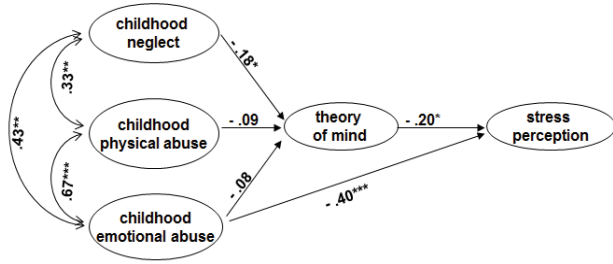 childhood
neglect
- .18*
.33**
.43**
childhood
physical abuse
- .09
theory
of mind
- .20*
stress
perception
.67***
- .08
childhood
emotional abuse
- .40***